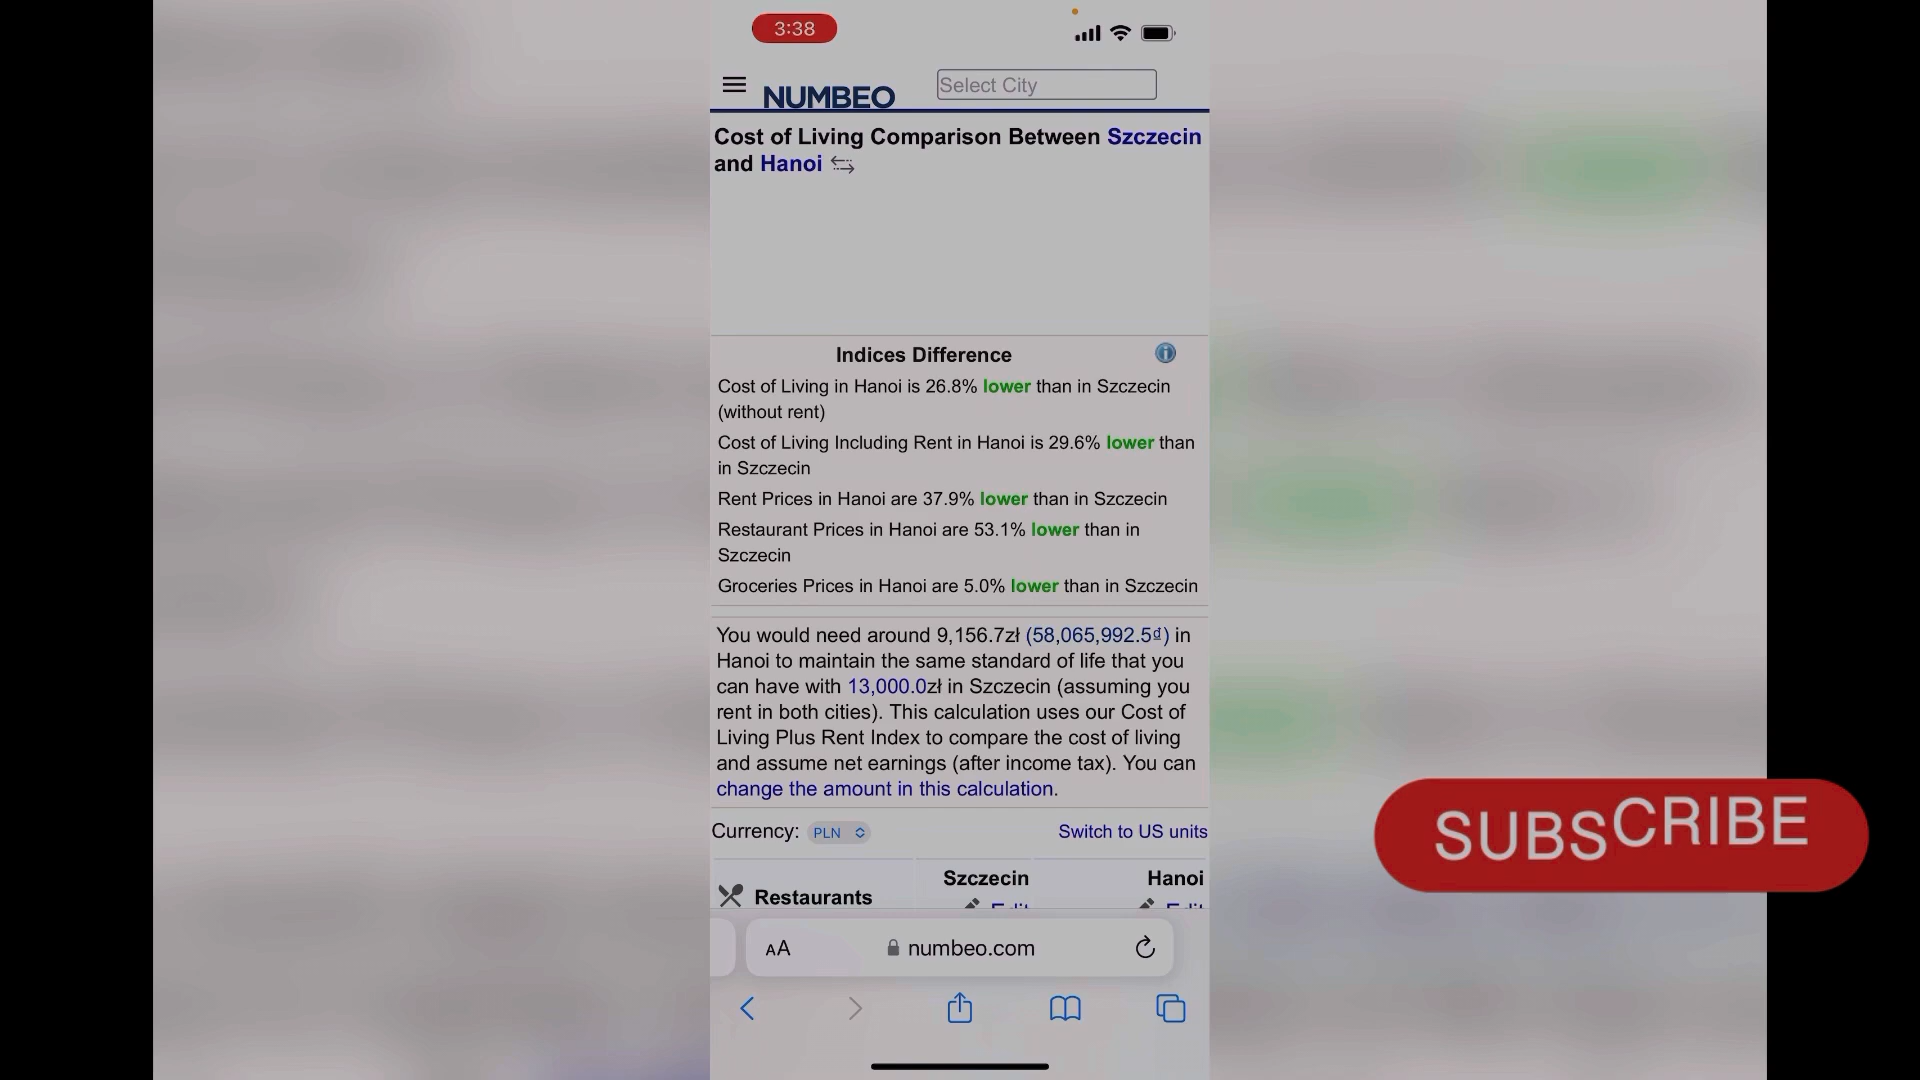 3:38
NUMBEO
Select City
Cost of Living Comparison Between Szczecin
and Hanoi
Indices Difference
Cost of Living in Hanoi is 26.8% lower than in Szczecin
(without rent)
Cost of Living Including Rent in Hanoi is 29.6% lower than
in Szczecin
Rent Prices in Hanoi are 37.9% lower than in Szczecin
Restaurant Prices in Hanoi are 53.1% lower than in
Szczecin
Groceries Prices in Hanoi are 5.0% lower than in Szczecin
You would need around 9,156.7zł (58,065,992.5₫) in
Hanoi to maintain the same standard of life that you
can have with 13,000.0zł in Szczecin (assuming you
rent in both cities). This calculation uses our Cost of
Living Plus Rent Index to compare the cost of living
and assume net earnings (after income tax). You can
change the amount in this calculation.
Currency: PLN Switch to US units
Szczecin Hanoi
Restaurants
Edit Edit
AA numbeo.com
SUBSCRIBE